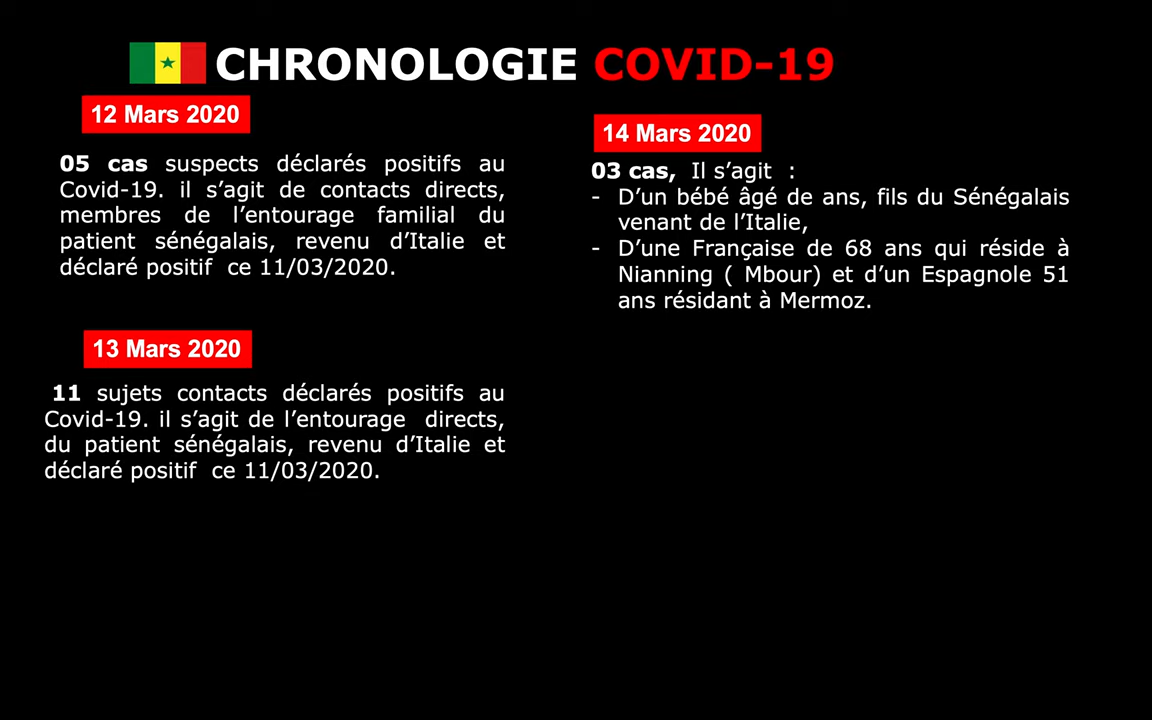 CHRONOLOGIE COVID-19
12 Mars 2020
05 cas suspects déclarés positifs au
Covid-19. il s’agit de contacts directs,
membres de l’entourage familial du
patient sénégalais, revenu d’Italie et
déclaré positif ce 11/03/2020.
13 Mars 2020
11 sujets contacts déclarés positifs au
Covid-19. il s’agit de l’entourage directs,
du patient sénégalais, revenu d’Italie et
déclaré positif ce 11/03/2020.
14 Mars 2020
03 cas, Il s’agit :
- D’un bébé âgé de ans, fils du Sénégalais
venant de l’Italie,
- D’une Française de 68 ans qui réside à
Nianning ( Mbour) et d’un Espagnole 51
ans résidant à Mermoz.